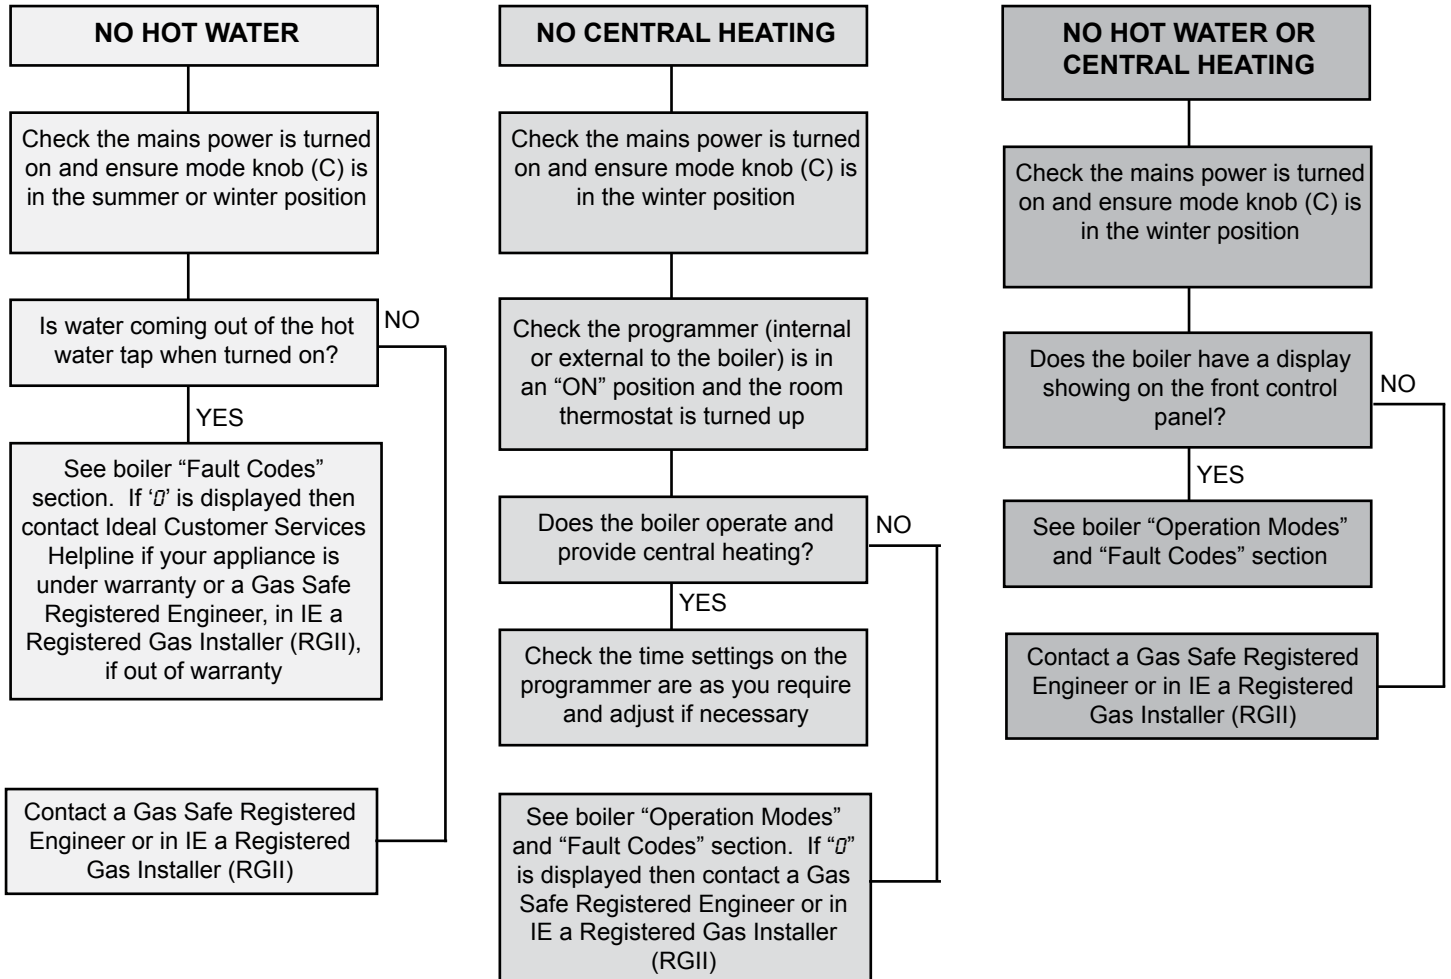 NO HOT WATER
Check the mains power is turned
on and ensure mode knob (C) is
in the summer or winter position
Is water coming out of the hot
water tap when turned on?
NO
YES
See boiler “Fault Codes”
section.  If ‘0’ is displayed then
contact Ideal Customer Services
Helpline if your appliance is
under warranty or a Gas Safe
Registered Engineer, in IE a
Registered Gas Installer (RGII),
if out of warranty
Contact a Gas Safe Registered
Engineer or in IE a Registered
Gas Installer (RGII)
NO CENTRAL HEATING
Check the mains power is turned
on and ensure mode knob (C) is
in the winter position
Check the programmer (internal
or external to the boiler) is in
an “ON” position and the room
thermostat is turned up
Does the boiler operate and
provide central heating?
NO
YES
Check the time settings on the
programmer are as you require
and adjust if necessary
See boiler “Operation Modes”
and “Fault Codes” section.  If “0”
is displayed then contact a Gas
Safe Registered Engineer or in
IE a Registered Gas Installer
(RGII)
NO HOT WATER OR
CENTRAL HEATING
Check the mains power is turned
on and ensure mode knob (C) is
in the winter position
Does the boiler have a display
showing on the front control
panel?
NO
YES
See boiler “Operation Modes”
and “Fault Codes” section
Contact a Gas Safe Registered
Engineer or in IE a Registered
Gas Installer (RGII)